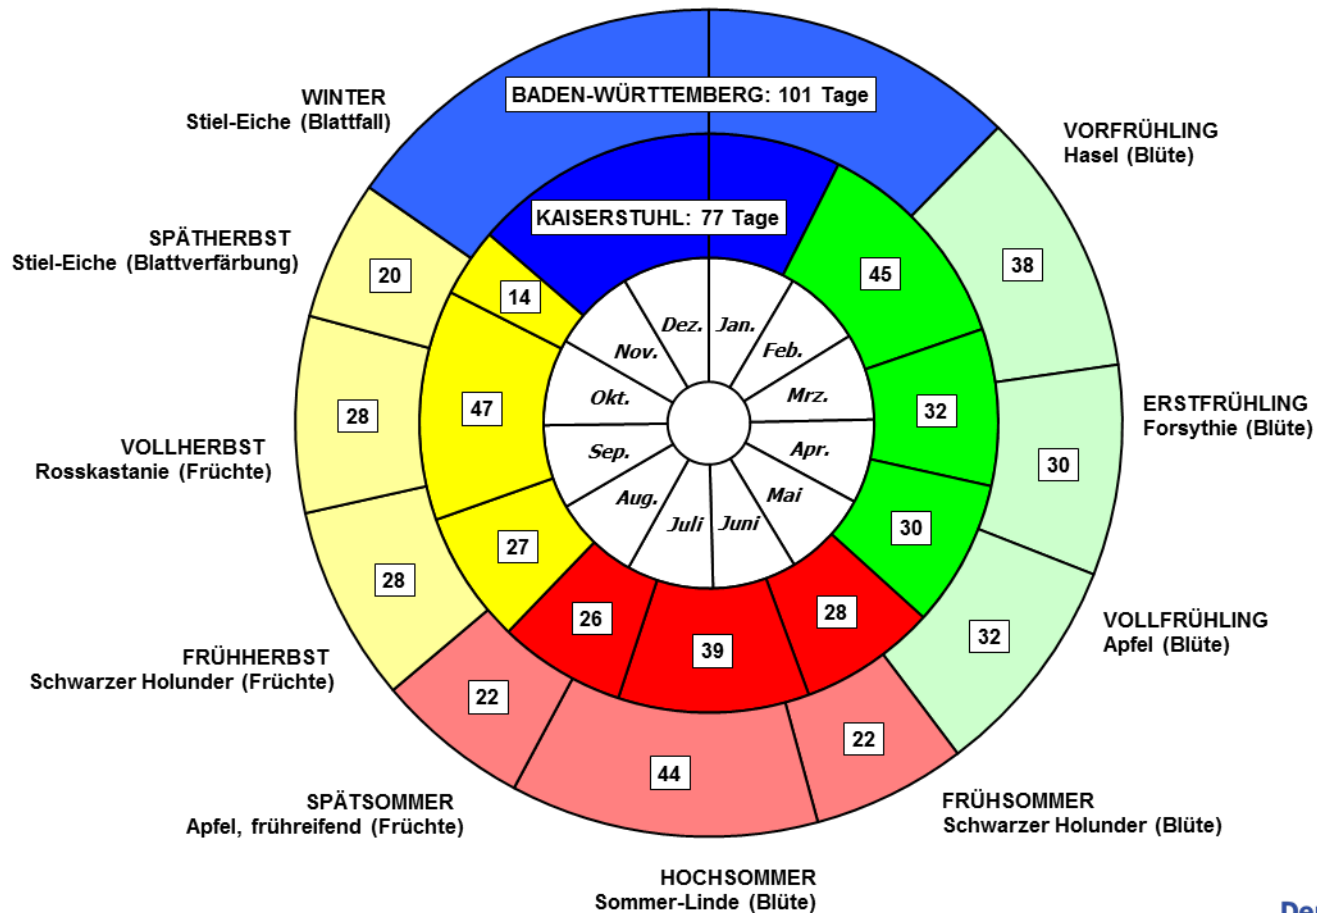 BADEN-WÜRTTEMBERG: 101 Tage
KAISERSTUHL: 77 Tage
WINTER
Stiel-Eiche (Blattfall)
VORFRÜHLING
Hasel (Blüte)
38
45
ERSTFRÜHLING
Forsythie (Blüte)
30
32
VOLLFRÜHLING
Apfel (Blüte)
32
30
FRÜHSOMMER
Schwarzer Holunder (Blüte)
22
28
HOCHSOMMER
Sommer-Linde (Blüte)
44
39
SPÄTSOMMER
Apfel, frühreifend (Früchte)
22
26
FRÜHHERBST
Schwarzer Holunder (Früchte)
28
27
VOLLHERBST
Rosskastanie (Früchte)
28
47
SPÄTHERBST
Stiel-Eiche (Blattverfärbung)
20
14
Jan.
Feb.
Mrz.
Apr.
Mai
Juni
Juli
Aug.
Sep.
Okt.
Nov.
Dez.